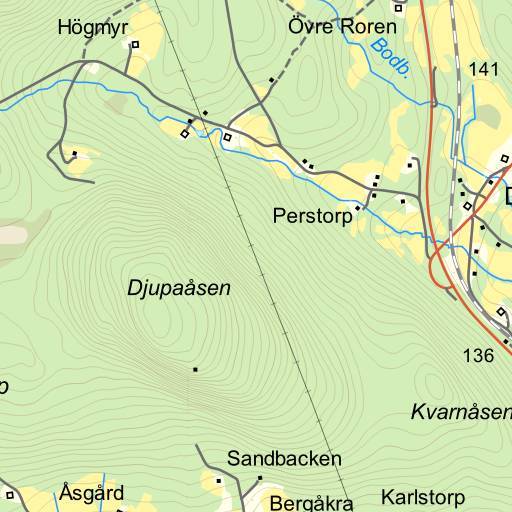 Högmyr
Övre Roren
Bodb.
141
Perstorp
Djupaåsen
136
Kvarnåsen
Sandbacken
Åsgård
Bergåkra
Karlstorp